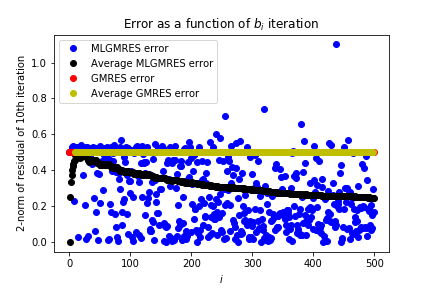 Error as a function of b_i iteration
MLGMRES error
Average MLGMRES error
GMRES error
Average GMRES error
2-norm of residual of 10th iteration
1.0
0.8
0.6
0.4
0.2
0.0
0 100 200 300 400 500
i